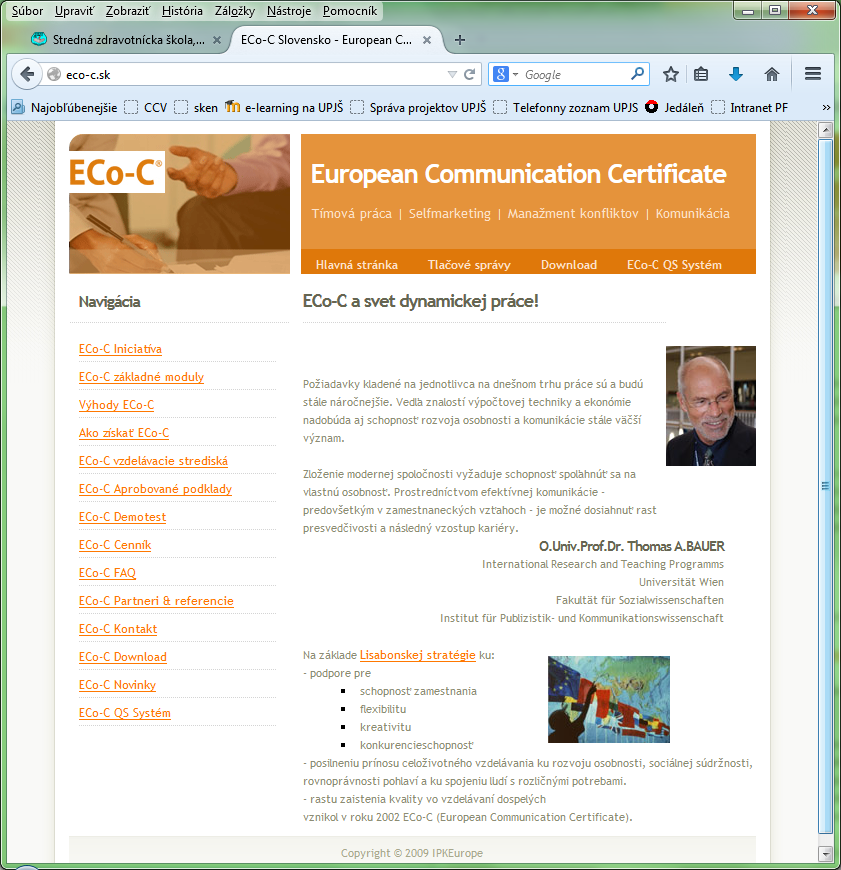 Súbor Upraviť Zobraziť História Záložky Nástroje Pomocník
Stredná zdravotnícka škola,...
ECo-C Slovensko - European C...
eco-c.sk
Google
Najobľúbenejšie CCV sken e-learning na UPJŠ Správa projektov UPJŠ Telefonny zoznam UPJS Jedáleň Intranet PF »
ECo-C®
European Communication Certificate
Tímová práca | Selfmarketing | Manažment konfliktov | Komunikácia
Hlavná stránka Tlačové správy Download ECo-C QS Systém
Navigácia
ECo-C Iniciatíva
ECo-C základné moduly
Výhody ECo-C
Ako získať ECo-C
ECo-C vzdelávacie strediská
ECo-C Aprobované podklady
ECo-C Demotest
ECo-C Cenník
ECo-C FAQ
ECo-C Partneri & referencie
ECo-C Kontakt
ECo-C Download
ECo-C Novinky
ECo-C QS Systém
ECo-C a svet dynamickej práce!
Požiadavky kladené na jednotlivca na dnešnom trhu práce sú a budú
stále náročnejšie. Vedľa znalostí výpočtovej techniky a ekonómie
nadobúda aj schopnosť rozvoja osobnosti a komunikácie stále väčší
význam.
Zloženie modernej spoločnosti vyžaduje schopnosť spoľahnúť sa na
vlastnú osobnosť. Prostredníctvom efektívnej komunikácie -
predovšetkým v zamestnaneckých vzťahoch - je možné dosiahnuť rast
presvedčivosti a následný vzostup kariéry.
O.Univ.Prof.Dr. Thomas A.BAUER
International Research and Teaching Programms
Universität Wien
Fakultät für Sozialwissenschaften
Institut für Publizistik- und Kommunikationswissenschaft
Na základe Lisabonskej stratégie ku:
- podpore pre
schopnosť zamestnania
flexibilitu
kreativitu
konkurencieschopnosť
- posilneniu prínosu celoživotného vzdelávania ku rozvoju osobnosti, sociálnej súdržnosti,
rovnoprávnosti pohlaví a ku spojeniu ľudí s rozličnými potrebami.
- rastu zaistenia kvality vo vzdelávaní dospelých
vznikol v roku 2002 ECo-C (European Communication Certificate).
Copyright © 2009 IPKEurope